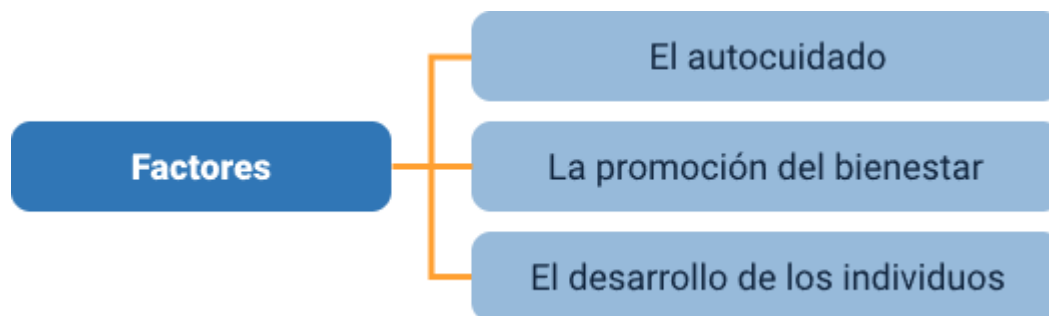 Factores
El autocuidado
La promoción del bienestar
El desarrollo de los individuos